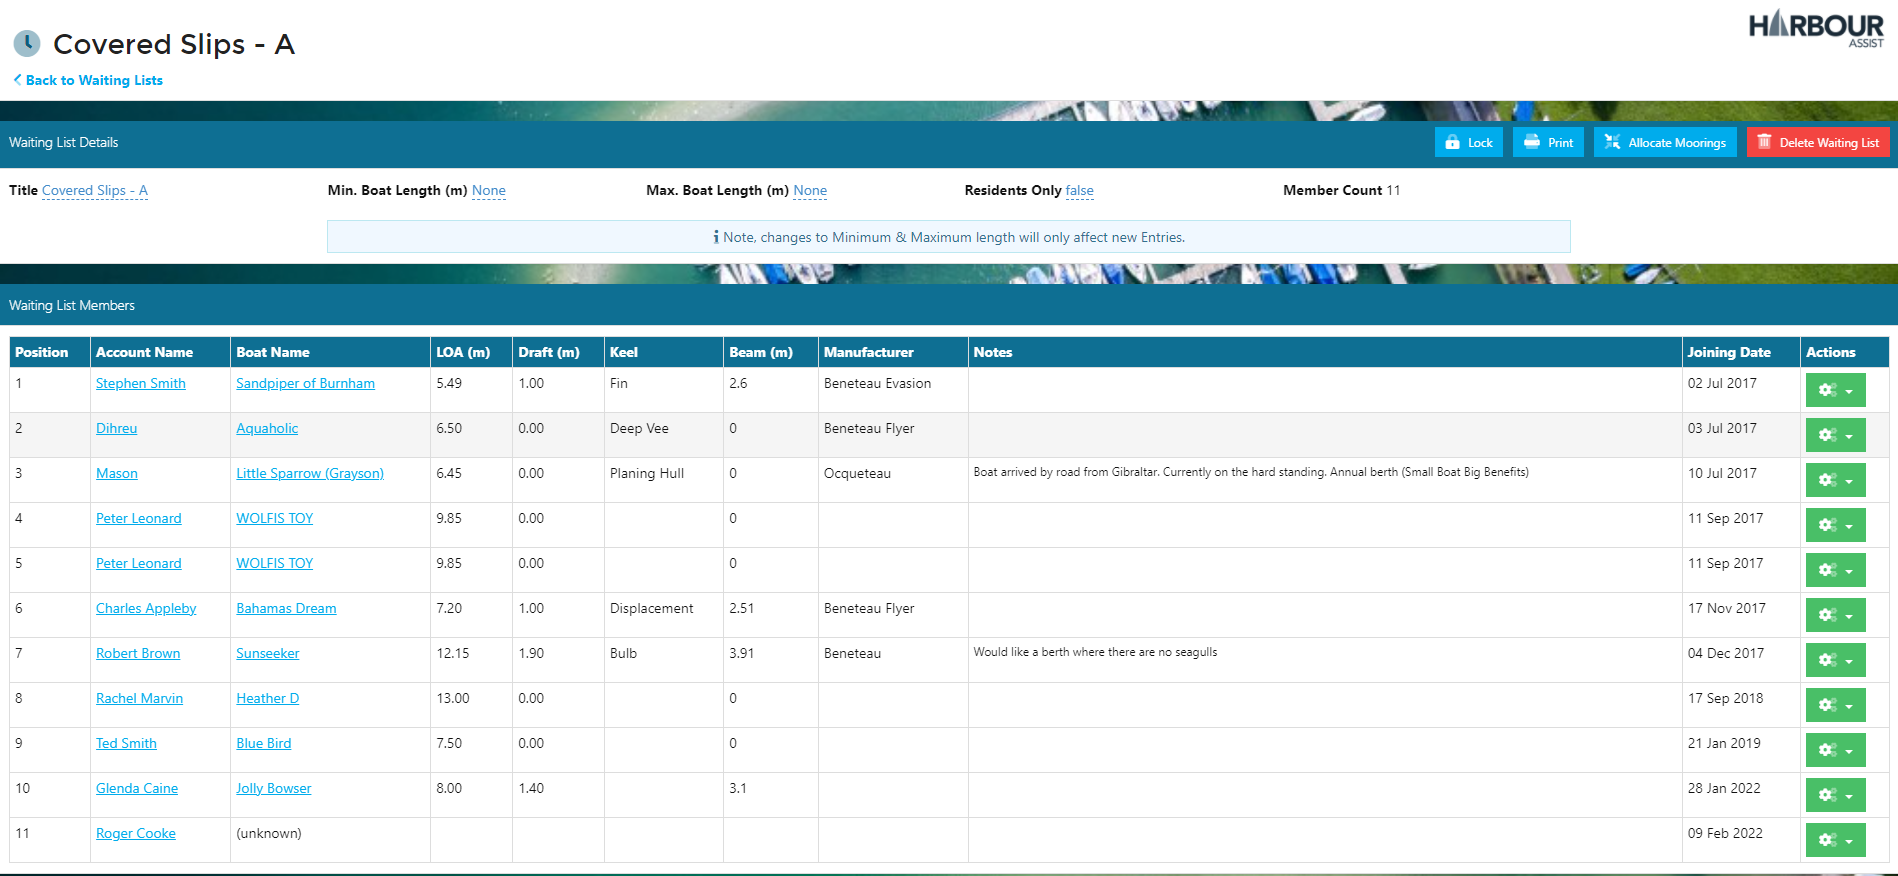 Covered Slips - A
HARBOUR
ASSIST
Back to Waiting Lists
Waiting List Details
Lock
Print
Allocate Moorings
Delete Waiting List
Title Covered Slips - A
Min. Boat Length (m) None
Max. Boat Length (m) None
Residents Only false
Member Count 11
Note, changes to Minimum & Maximum length will only affect new Entries.
Waiting List Members
Position Account Name Boat Name LOA (m) Draft (m) Keel Beam (m) Manufacturer Notes Joining Date Actions
1 Stephen Smith Sandpiper of Burnham 5.49 1.00 Fin 2.6 Beneteau Evasion 02 Jul 2017
2 Dihreu Aquaholic 6.50 0.00 Deep Vee 0 Beneteau Flyer 03 Jul 2017
3 Mason Little Sparrow (Grayson) 6.45 0.00 Planing Hull 0 Ocqueteau Boat arrived by road from Gibraltar. Currently on the hard standing. Annual berth (Small Boat Big Benefits) 10 Jul 2017
4 Peter Leonard WOLFIS TOY 9.85 0.00 0 11 Sep 2017
5 Peter Leonard WOLFIS TOY 9.85 0.00 0 11 Sep 2017
6 Charles Appleby Bahamas Dream 7.20 1.00 Displacement 2.51 Beneteau Flyer 17 Nov 2017
7 Robert Brown Sunseeker 12.15 1.90 Bulb 3.91 Beneteau Would like a berth where there are no seagulls 04 Dec 2017
8 Rachel Marvin Heather D 13.00 0.00 0 17 Sep 2018
9 Ted Smith Blue Bird 7.50 0.00 0 21 Jan 2019
10 Glenda Caine Jolly Bowser 8.00 1.40 3.1 28 Jan 2022
11 Roger Cooke (unknown) 09 Feb 2022